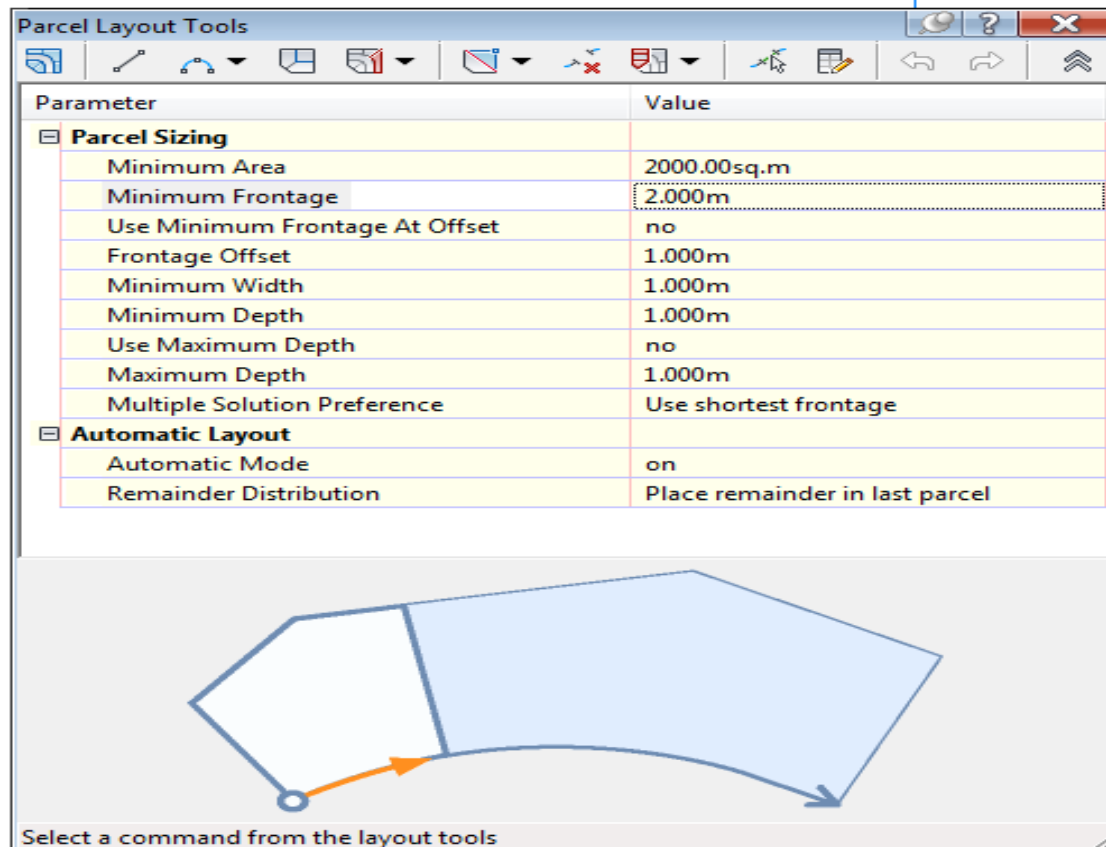 Parcel Layout Tools
Parameter Value
Parcel Sizing
Minimum Area 2000.00sq.m
Minimum Frontage 2.000m
Use Minimum Frontage At Offset no
Frontage Offset 1.000m
Minimum Width 1.000m
Minimum Depth 1.000m
Use Maximum Depth no
Maximum Depth 1.000m
Multiple Solution Preference Use shortest frontage
Automatic Layout
Automatic Mode on
Remainder Distribution Place remainder in last parcel
Select a command from the layout tools